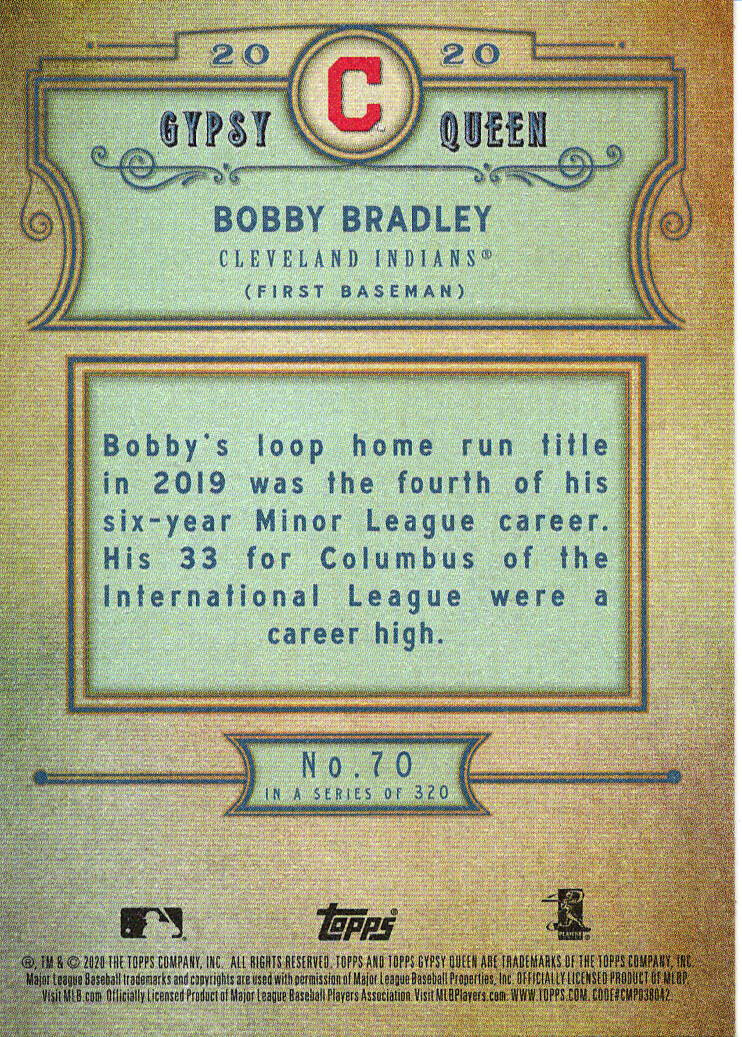 20 20
C
GYPSY QUEEN
BOBBY BRADLEY
CLEVELAND INDIANS®
(FIRST BASEMAN)
Bobby's loop home run title
in 2019 was the fourth of his
six-year Minor League career.
His 33 for Columbus of the
International League were a
career high.
No.70
IN A SERIES OF 320
topps®
®, TM & © 2020 THE TOPPS COMPANY, INC. ALL RIGHTS RESERVED. TOPPS AND TOPPS GYPSY QUEEN ARE TRADEMARKS OF THE TOPPS COMPANY, INC.
Major League Baseball trademarks and copyrights are used with permission of Major League Baseball Properties, Inc. OFFICIALLY LICENSED PRODUCT OF MLBP.
Visit MLB.com. Officially Licensed Product of Major League Baseball Players Association. Visit MLBPlayers.com. WWW.TOPPS.COM. CODE#CMP038042